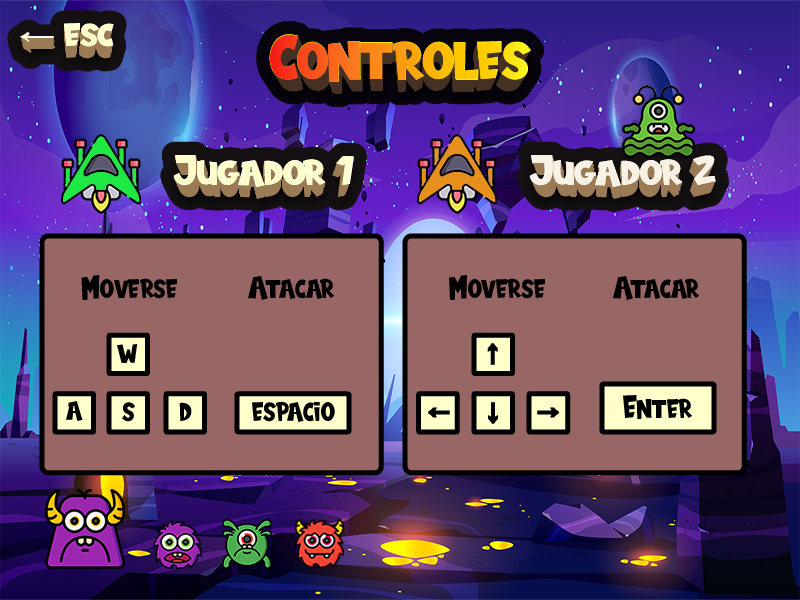 ← ESC
CONTROLES
JUGADOR 1
JUGADOR 2
MOVERSE ATACAR
W
A S D ESPACIO
MOVERSE ATACAR
↑
← ↓ → ENTER